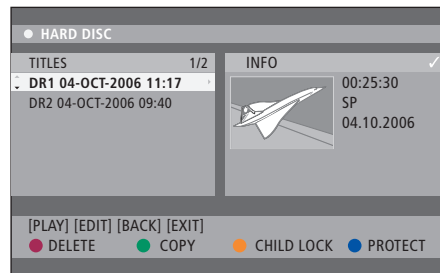 HARD DISC
TITLES 1/2
DR1 04-OCT-2006 11:17
DR2 04-OCT-2006 09:40
INFO
00:25:30
SP
04.10.2006
[PLAY] [EDIT] [BACK] [EXIT]
DELETE COPY CHILD LOCK PROTECT